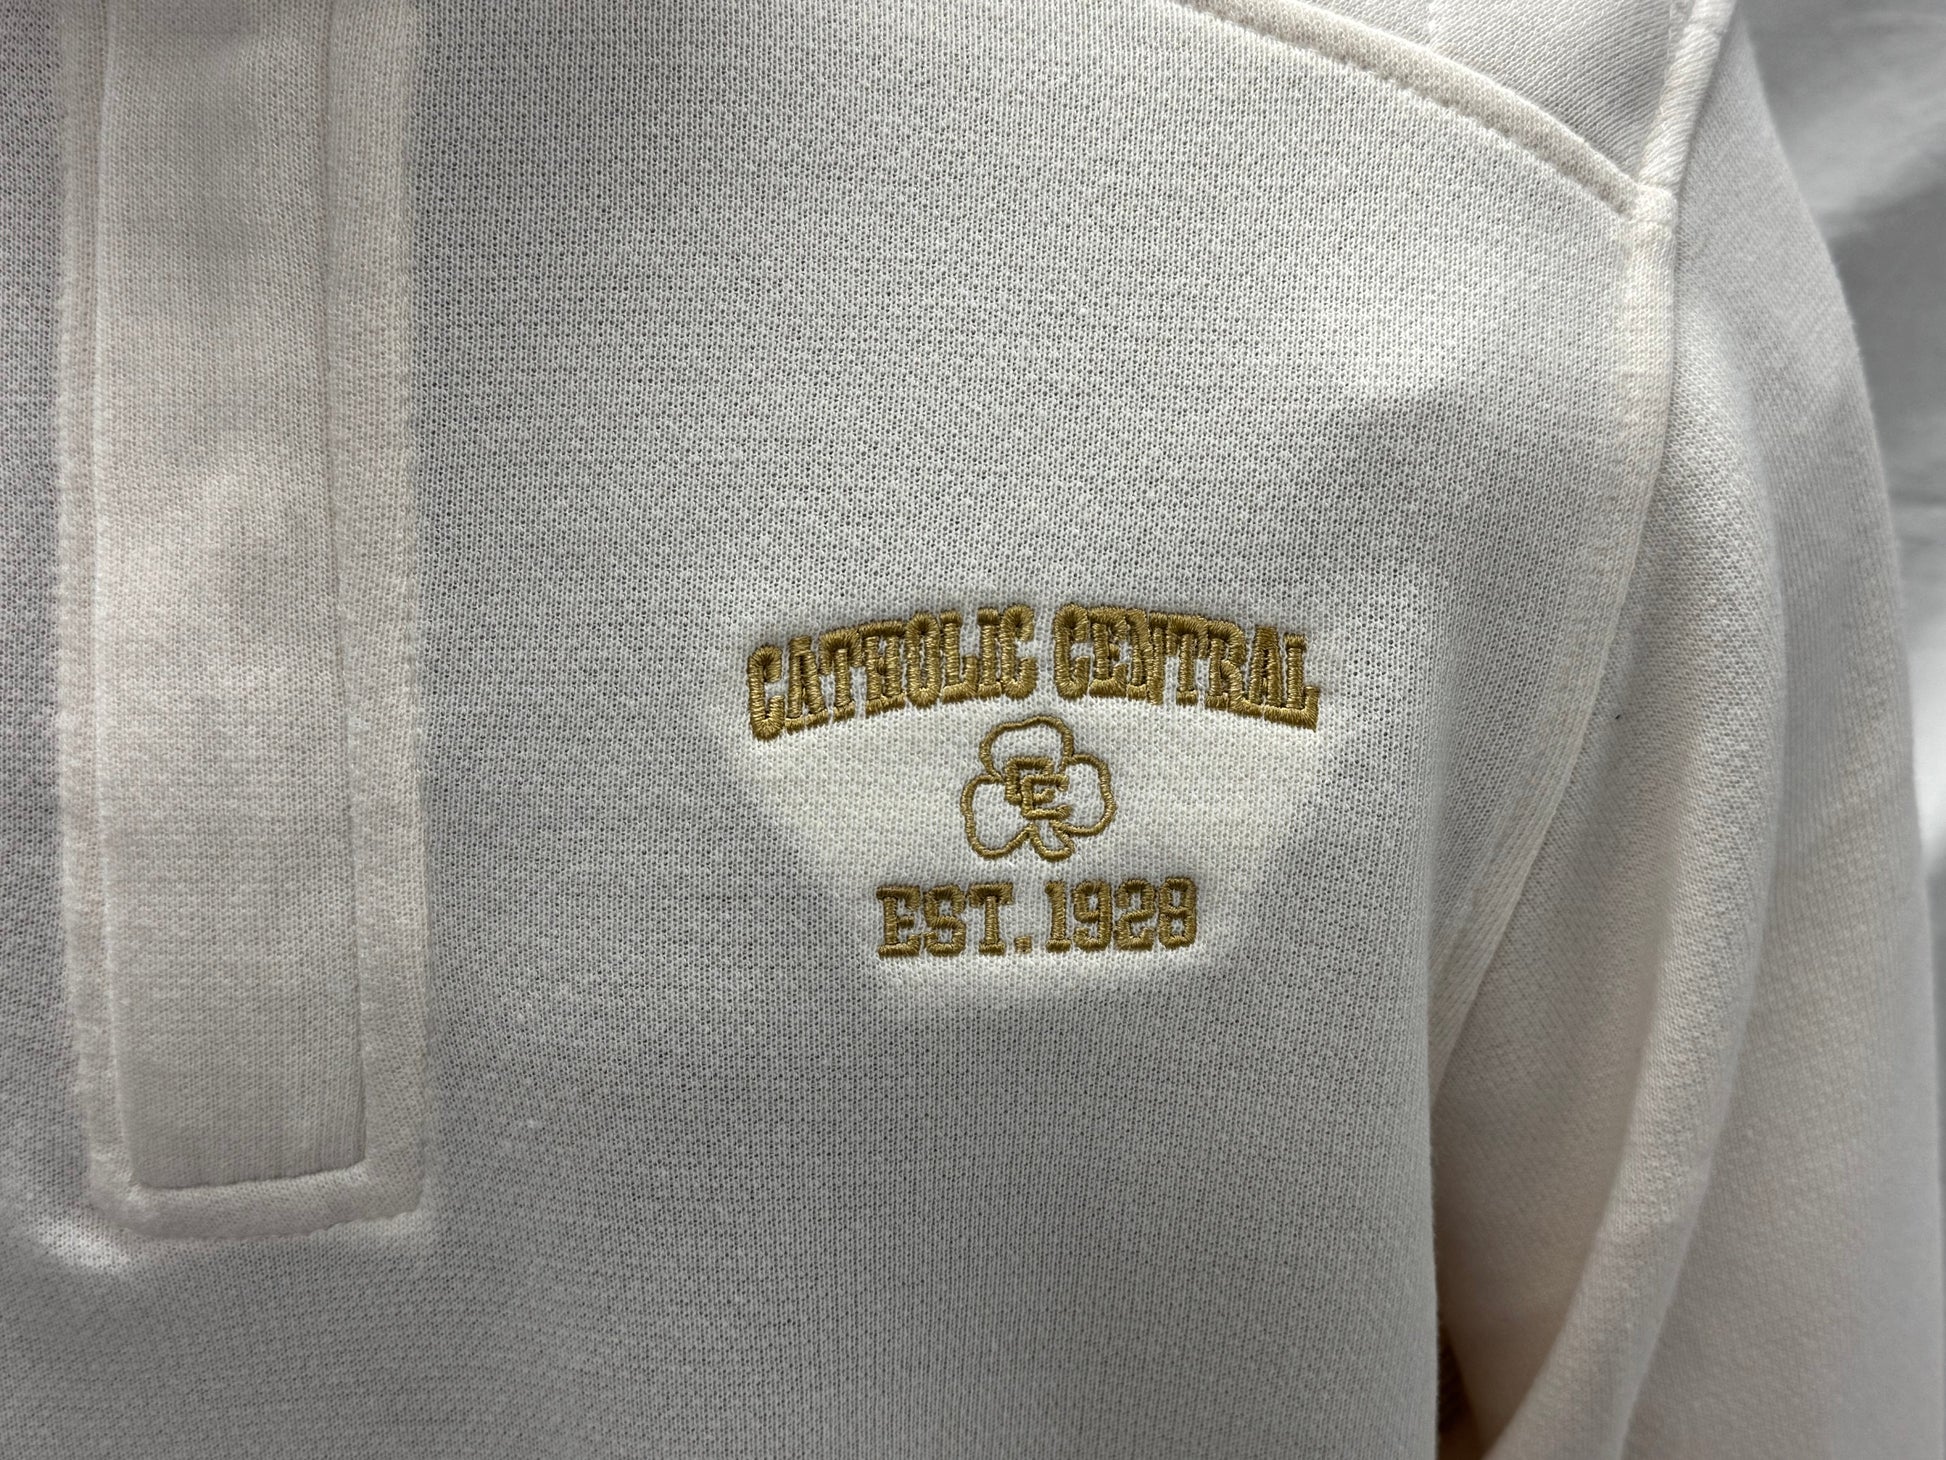 CATHOLIC CENTRAL
CC
EST. 1928